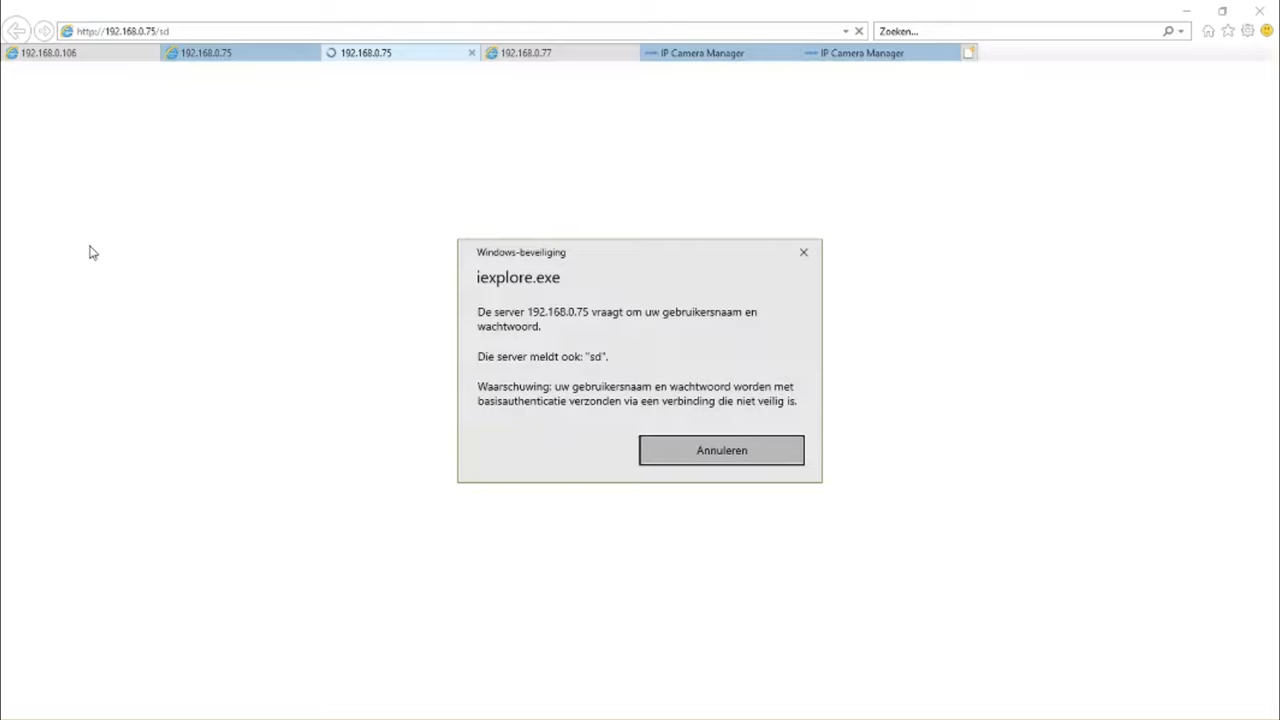 http://192.168.0.75/sd
Zoeken...
192.168.0.106
192.168.0.75
192.168.0.75
192.168.0.77
IP Camera Manager
IP Camera Manager
Windows-beveiliging
iexplore.exe
De server 192.168.0.75 vraagt om uw gebruikersnaam en
wachtwoord.
Die server meldt ook: "sd".
Waarschuwing: uw gebruikersnaam en wachtwoord worden met
basisauthenticatie verzonden via een verbinding die niet veilig is.
Annuleren